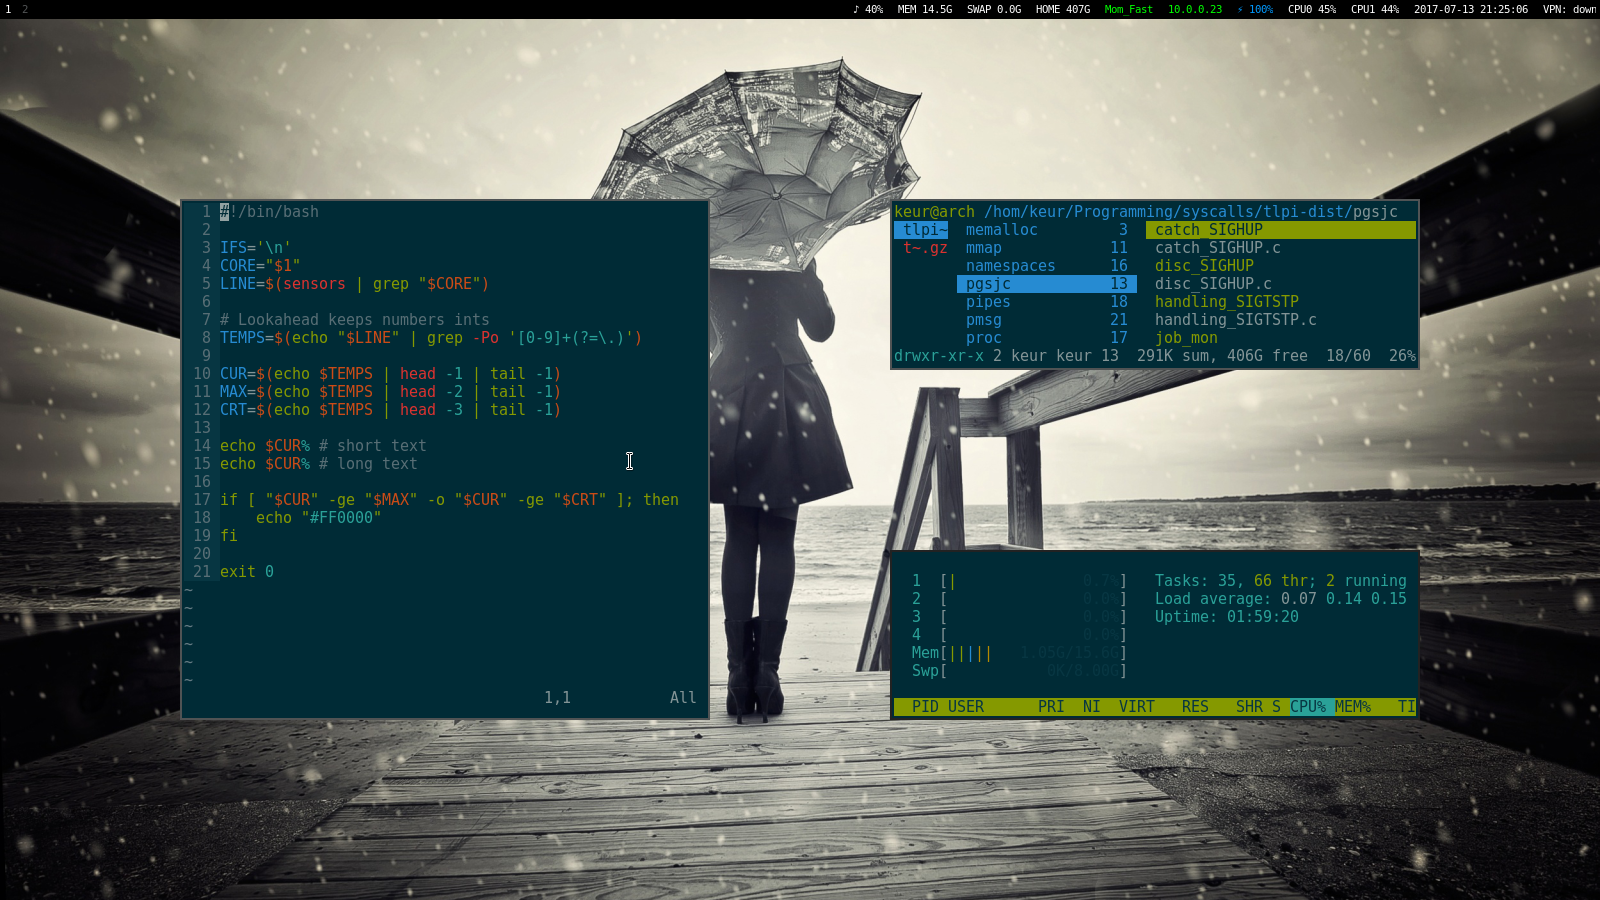 1 2
♪ 40% MEM 14.5G SWAP 0.0G HOME 407G Mom_Fast 10.0.0.23 ⚡ 100% CPU0 45% CPU1 44% 2017-07-13 21:25:06 VPN: down
1 #!/bin/bash
2
3 IFS='\n'
4 CORE="$1"
5 LINE=$(sensors | grep "$CORE")
6
7 # Lookahead keeps numbers ints
8 TEMPS=$(echo "$LINE" | grep -Po '[0-9]+(?=\.)')
9
10 CUR=$(echo $TEMPS | head -1 | tail -1)
11 MAX=$(echo $TEMPS | head -2 | tail -1)
12 CRT=$(echo $TEMPS | head -3 | tail -1)
13
14 echo $CUR% # short text
15 echo $CUR% # long text
16
17 if [ "$CUR" -ge "$MAX" -o "$CUR" -ge "$CRT" ]; then
18     echo "#FF0000"
19 fi
20
21 exit 0
~
~
~
~
~
~
1,1 All
keur@arch /hom/keur/Programming/syscalls/tlpi-dist/pgsjc
tlpi~ memalloc 3 catch_SIGHUP
t~.gz mmap 11 catch_SIGHUP.c
namespaces 16 disc_SIGHUP
pgsjc 13 disc_SIGHUP.c
pipes 18 handling_SIGTSTP
pmsg 21 handling_SIGTSTP.c
proc 17 job_mon
drwxr-xr-x 2 keur keur 13 291K sum, 406G free 18/60 26%
1 [| 0.7%] Tasks: 35, 66 thr; 2 running
2 [ 0.0%] Load average: 0.07 0.14 0.15
3 [ 0.0%] Uptime: 01:59:20
4 [ 0.0%]
Mem[||||| 1.05G/15.6G]
Swp[ 0K/8.00G]
PID USER PRI NI VIRT RES SHR S CPU% MEM% TI